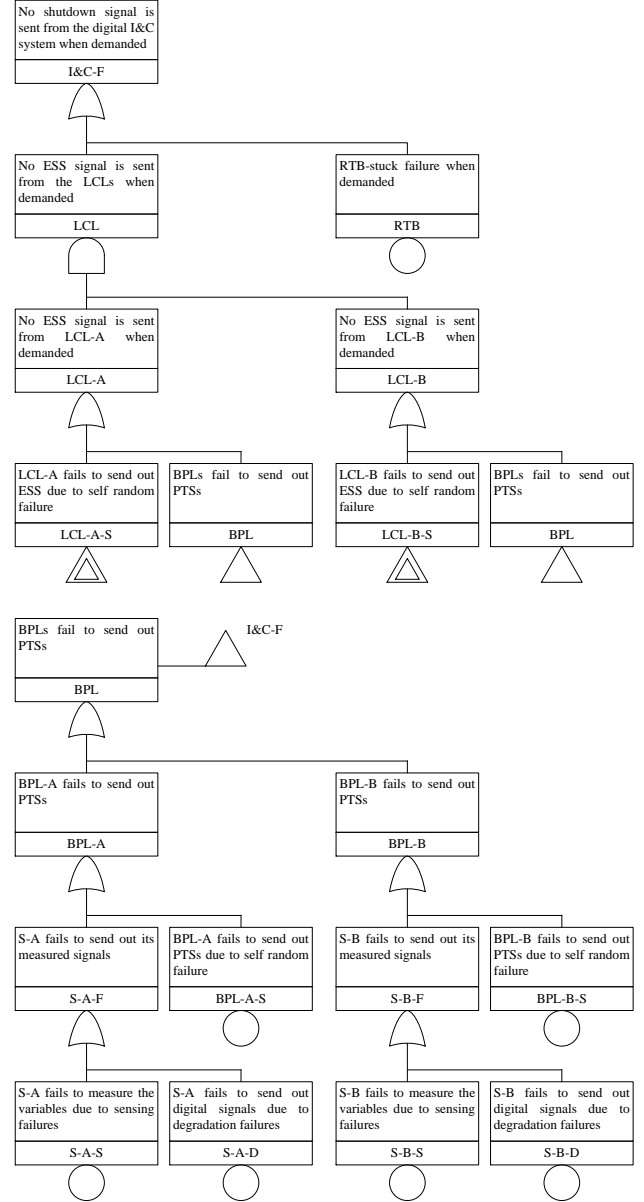 No shutdown signal is
sent from the digital I&C
system when demanded
I&C-F
No ESS signal is sent
from the LCLs when
demanded
LCL
RTB-stuck failure when
demanded
RTB
No ESS signal is sent
from LCL-A when
demanded
LCL-A
No ESS signal is sent
from LCL-B when
demanded
LCL-B
LCL-A fails to send out
ESS due to self random
failure
LCL-A-S
BPLs fail to send out
PTSs
BPL
LCL-B fails to send out
ESS due to self random
failure
LCL-B-S
BPLs fail to send out
PTSs
BPL
BPLs fail to send out
PTSs
BPL
I&C-F
BPL-A fails to send out
PTSs
BPL-A
BPL-B fails to send out
PTSs
BPL-B
S-A fails to send out its
measured signals
S-A-F
BPL-A fails to send out
PTSs due to self random
failure
BPL-A-S
S-B fails to send out its
measured signals
S-B-F
BPL-B fails to send out
PTSs due to self random
failure
BPL-B-S
S-A fails to measure the
variables due to sensing
failures
S-A-S
S-A fails to send out
digital signals due to
degradation failures
S-A-D
S-B fails to measure the
variables due to sensing
failures
S-B-S
S-B fails to send out
digital signals due to
degradation failures
S-B-D